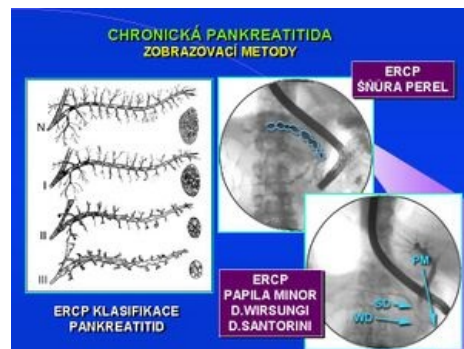 CHRONICKÁ PANKREATITIDA
ZOBRAZOVACÍ METODY
ERCP
ŠŇŮRA PEREL
N
I
II
III
PM
SD
WD
ERCP
PAPILA MINOR
D.WIRSUNGI
D.SANTORINI
ERCP KLASIFIKACE
PANKREATITID